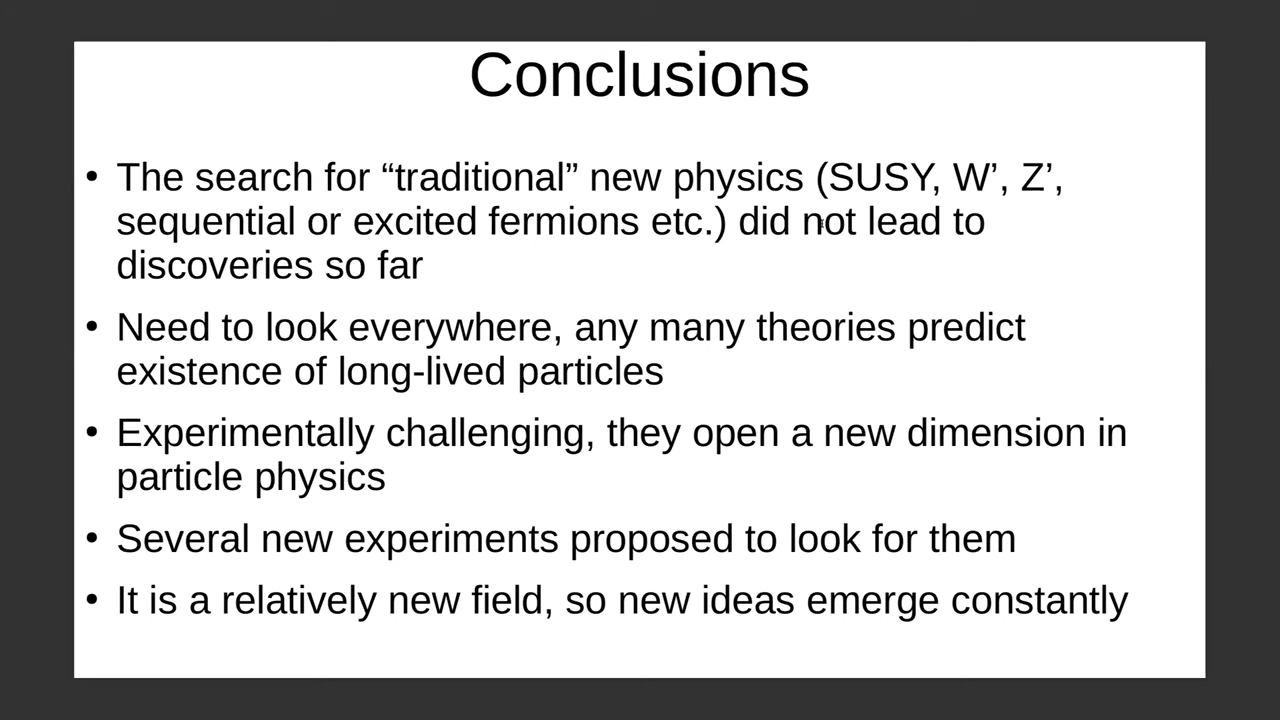 Conclusions
• The search for “traditional” new physics (SUSY, W’, Z’,
sequential or excited fermions etc.) did not lead to
discoveries so far
• Need to look everywhere, any many theories predict
existence of long-lived particles
• Experimentally challenging, they open a new dimension in
particle physics
• Several new experiments proposed to look for them
• It is a relatively new field, so new ideas emerge constantly